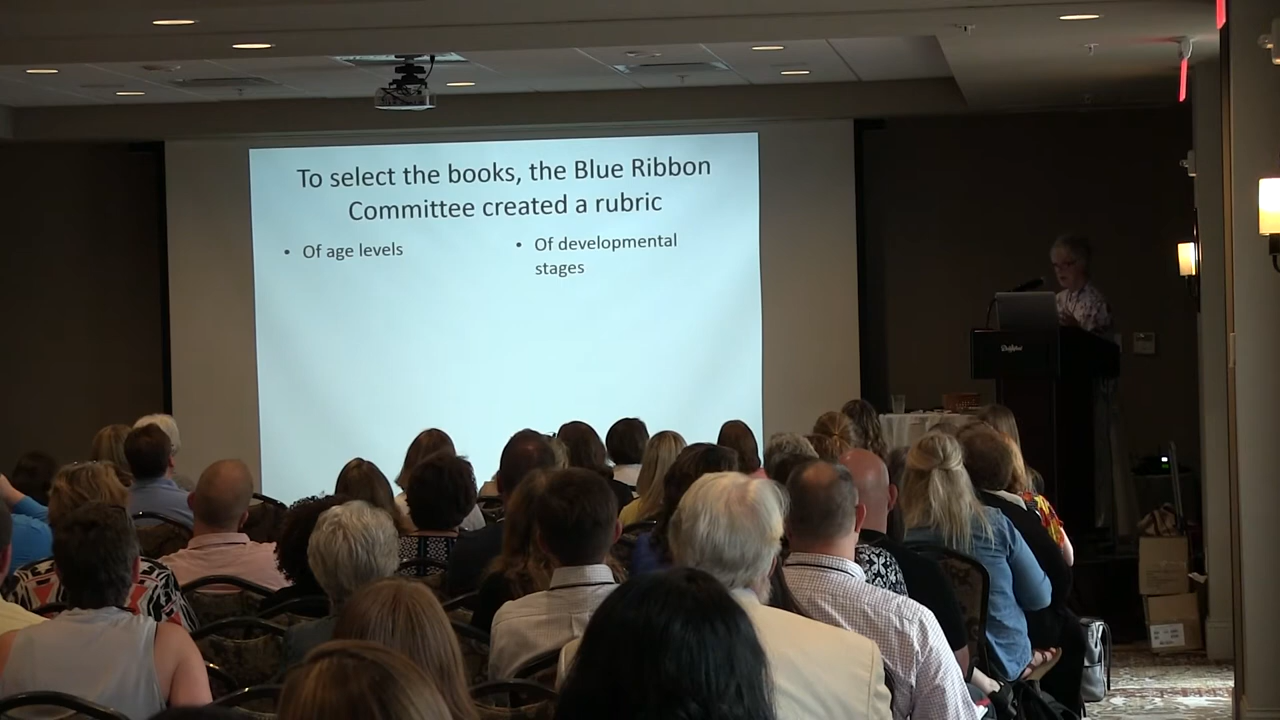 To select the books, the Blue Ribbon
Committee created a rubric
• Of age levels
• Of developmental
stages